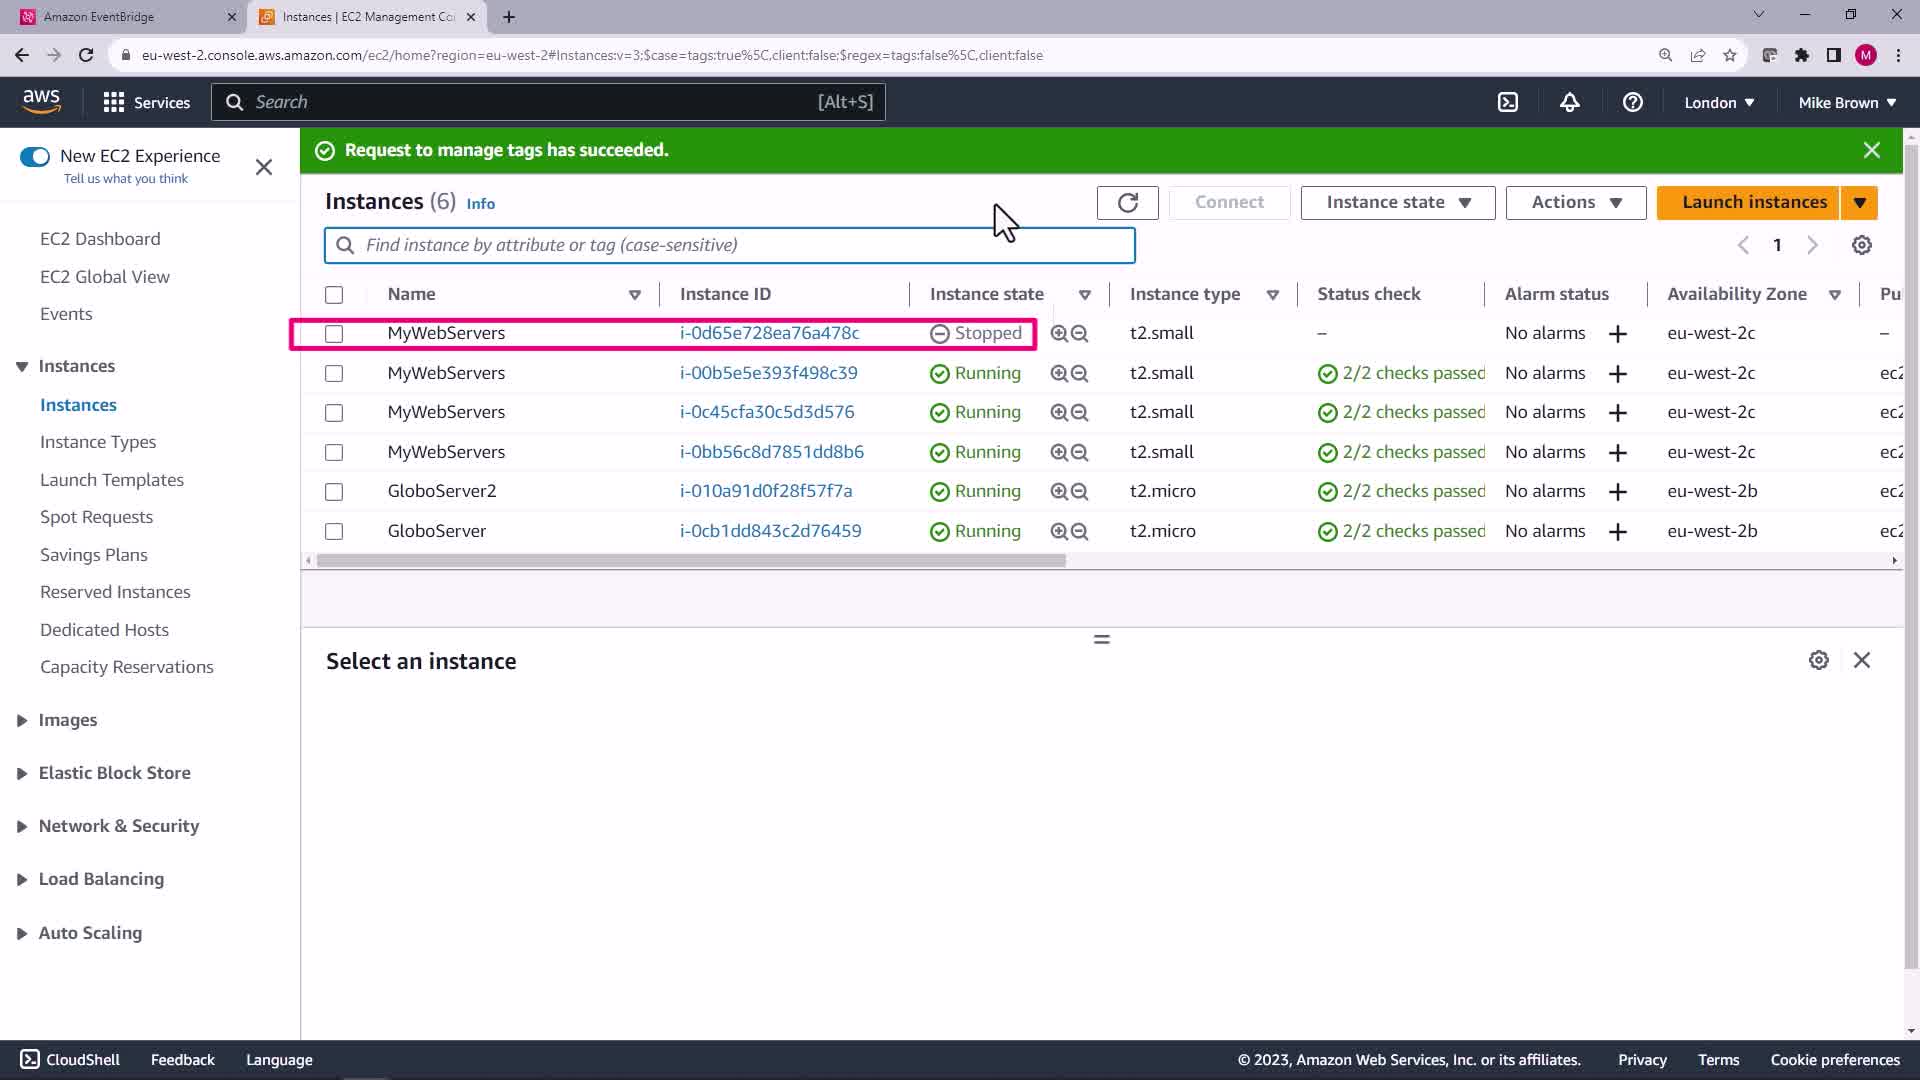 Amazon EventBridge
Instances | EC2 Management Co
eu-west-2.console.aws.amazon.com/ec2/home?region=eu-west-2#Instances:v=3;$case=tags:true%5C,client:false;$regex=tags:false%5C,client:false
M
aws
Services
Search
[Alt+S]
London
Mike Brown
New EC2 Experience
Tell us what you think
EC2 Dashboard
EC2 Global View
Events
Instances
Instances
Instance Types
Launch Templates
Spot Requests
Savings Plans
Reserved Instances
Dedicated Hosts
Capacity Reservations
Images
Elastic Block Store
Network & Security
Load Balancing
Auto Scaling
Request to manage tags has succeeded.
Instances (6) Info
Connect
Instance state
Actions
Launch instances
Find instance by attribute or tag (case-sensitive)
1
Name Instance ID Instance state Instance type Status check Alarm status Availability Zone Pu
MyWebServers i-0d65e728ea76a478c Stopped t2.small – No alarms + eu-west-2c –
MyWebServers i-00b5e5e393f498c39 Running t2.small 2/2 checks passed No alarms + eu-west-2c ec2
MyWebServers i-0c45cfa30c5d3d576 Running t2.small 2/2 checks passed No alarms + eu-west-2c ec2
MyWebServers i-0bb56c8d7851dd8b6 Running t2.small 2/2 checks passed No alarms + eu-west-2c ec2
GloboServer2 i-010a91d0f28f57f7a Running t2.micro 2/2 checks passed No alarms + eu-west-2b ec2
GloboServer i-0cb1dd843c2d76459 Running t2.micro 2/2 checks passed No alarms + eu-west-2b ec2
Select an instance
CloudShell Feedback Language
© 2023, Amazon Web Services, Inc. or its affiliates. Privacy Terms Cookie preferences